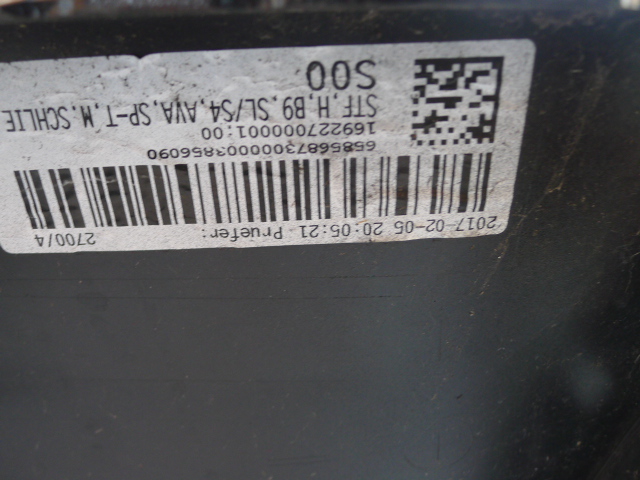 2017-02-05 20:05:21 Pruefer: 2700/4
65856873000003856090
169227000001:00
STF.H.B9.SL/S4.AVA.SP-T.M.SCHLIE
S00